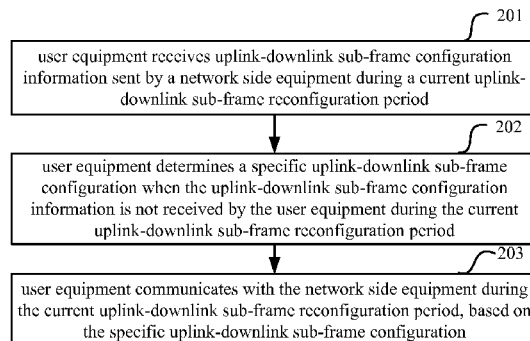 201
user equipment receives uplink-downlink sub-frame configuration
information sent by a network side equipment during a current uplink-
downlink sub-frame reconfiguration period
202
user equipment determines a specific uplink-downlink sub-frame
configuration when the uplink-downlink sub-frame configuration
information is not received by the user equipment during the current
uplink-downlink sub-frame reconfiguration period
203
user equipment communicates with the network side equipment during
the current uplink-downlink sub-frame reconfiguration period, based on
the specific uplink-downlink sub-frame configuration